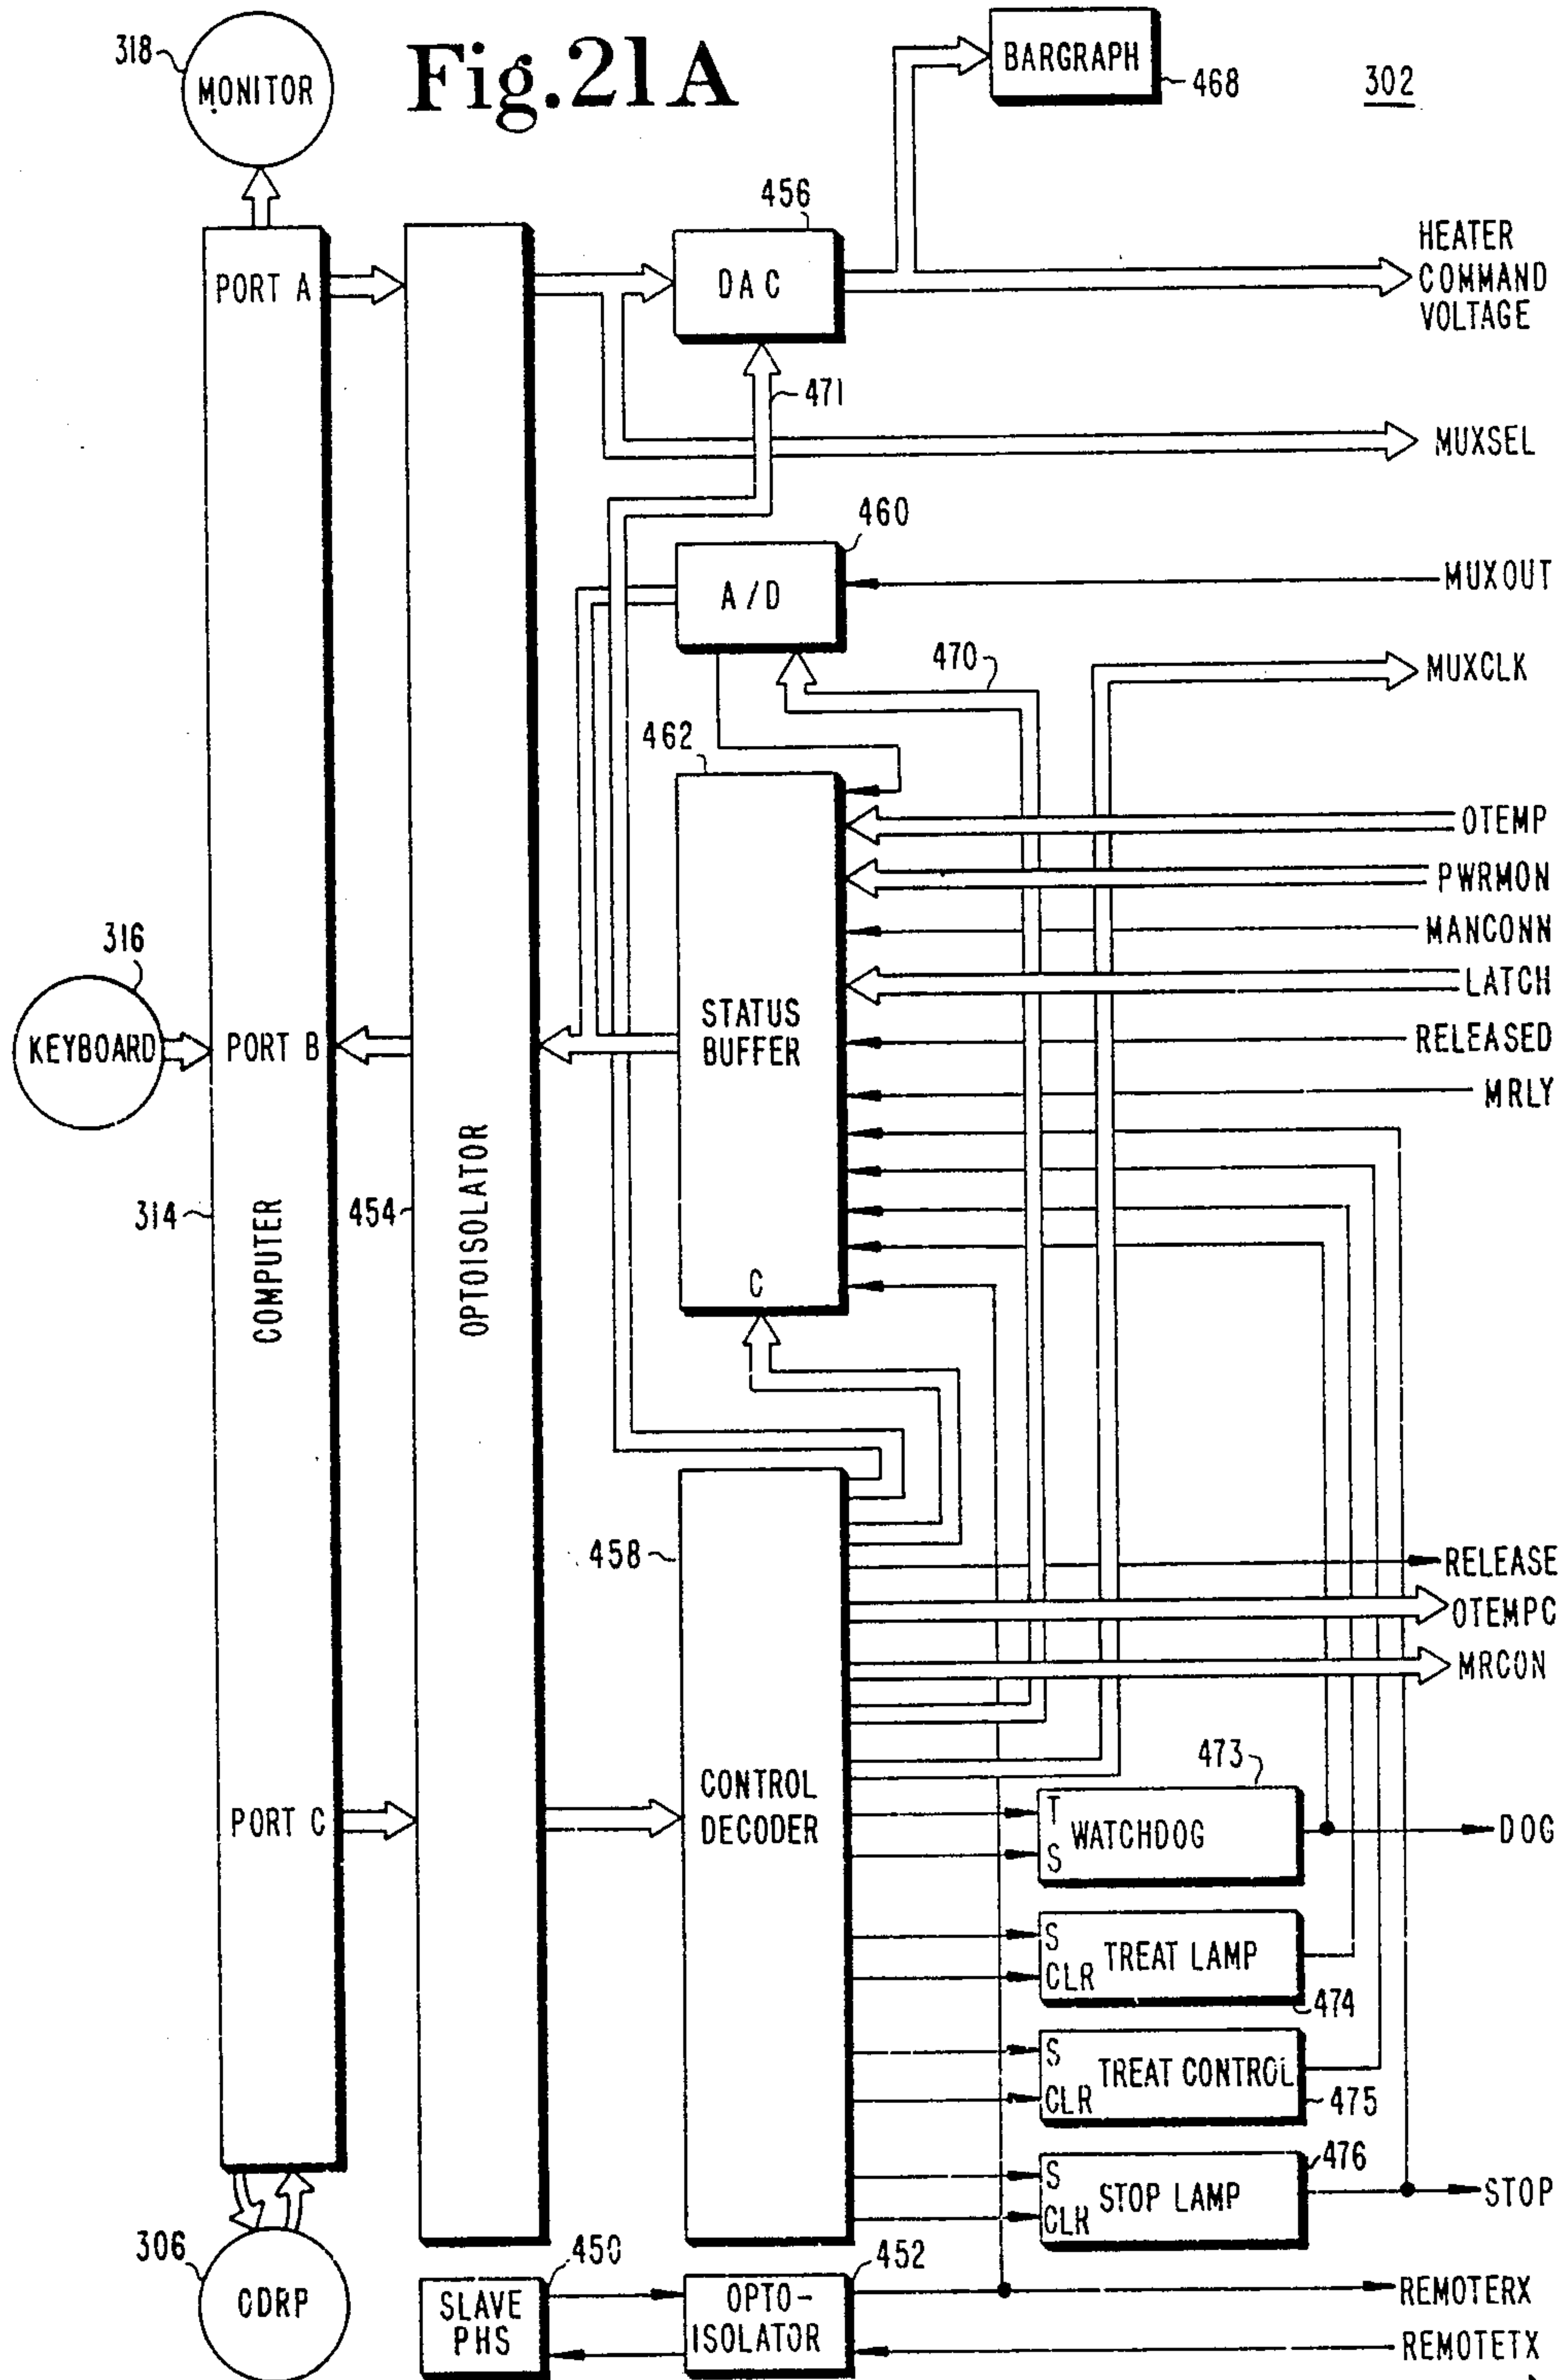 318
MONITOR
Fig.21A
BARGRAPH
468
302
456
PORT A
DAC
HEATER
COMMAND
VOLTAGE
471
MUXSEL
460
A/D
MUXOUT
470
MUXCLK
462
OTEMP
PWRMON
MANCONN
LATCH
RELEASED
MRLY
316
KEYBOARD
PORT B
STATUS
BUFFER
314
COMPUTER
454
OPTOISOLATOR
C
458
RELEASE
OTEMPC
MRCON
473
PORT C
CONTROL
DECODER
T
WATCHDOG
S
DOG
S
TREAT LAMP
CLR
474
S
TREAT CONTROL
CLR
475
476
S
STOP LAMP
CLR
STOP
306
ODRP
450
SLAVE
PHS
452
OPTO-
ISOLATOR
REMOTERX
REMOTETX